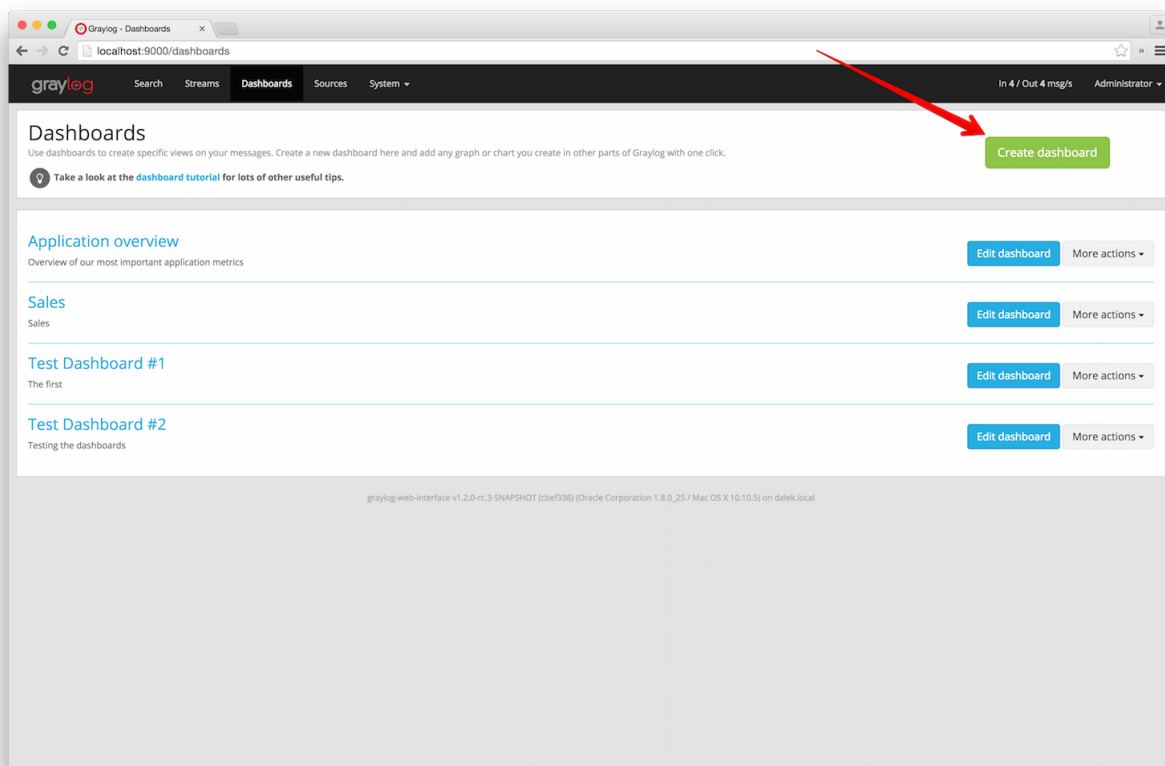 Graylog - Dashboards
localhost:9000/dashboards
graylog Search Streams Dashboards Sources System In 4 / Out 4 msg/s Administrator
Dashboards
Use dashboards to create specific views on your messages. Create a new dashboard here and add any graph or chart you create in other parts of Graylog with one click.
Create dashboard
Take a look at the dashboard tutorial for lots of other useful tips.
Application overview
Overview of our most important application metrics
Edit dashboard More actions
Sales
Sales
Edit dashboard More actions
Test Dashboard #1
The first
Edit dashboard More actions
Test Dashboard #2
Testing the dashboards
Edit dashboard More actions
graylog-web-interface v1.2.0-rc.3-SNAPSHOT (cbef336) (Oracle Corporation 1.8.0_25 / Mac OS X 10.10.5) on dalek.local